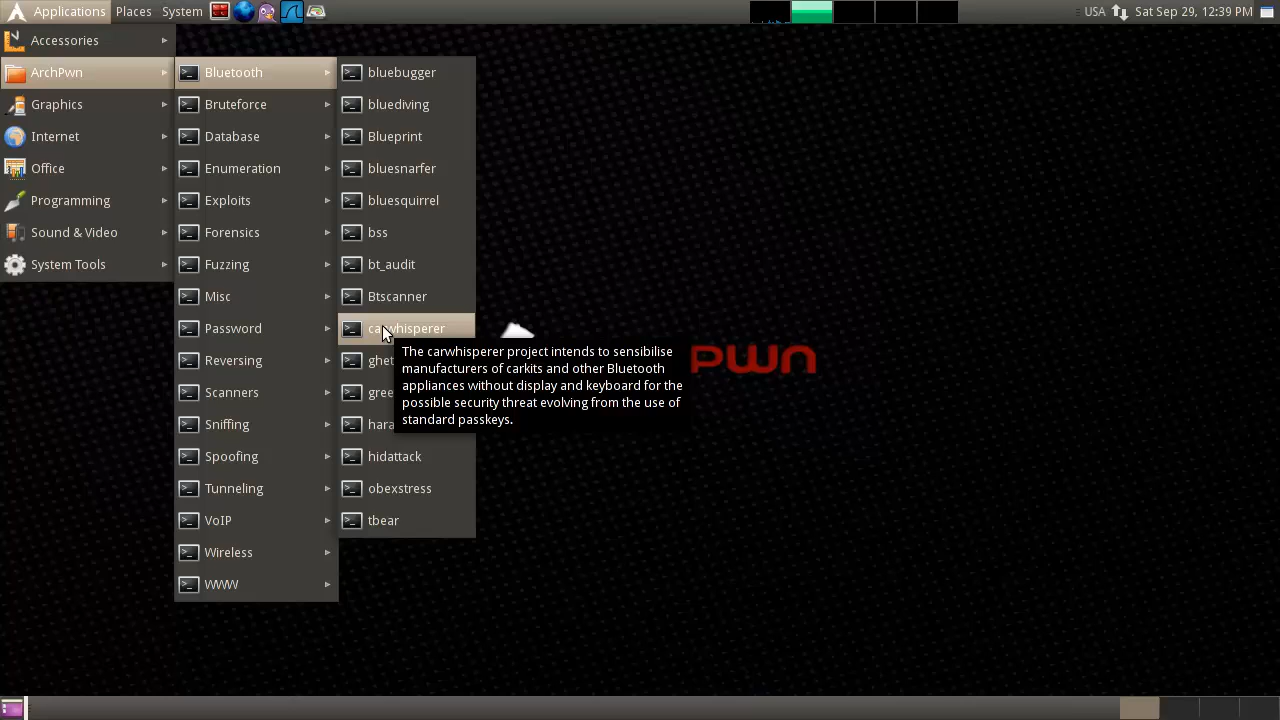 Applications Places System USA Sat Sep 29, 12:39 PM
Accessories
ArchPwn
Graphics
Internet
Office
Programming
Sound & Video
System Tools
Bluetooth
Bruteforce
Database
Enumeration
Exploits
Forensics
Fuzzing
Misc
Password
Reversing
Scanners
Sniffing
Spoofing
Tunneling
VoIP
Wireless
WWW
bluebugger
bluediving
Blueprint
bluesnarfer
bluesquirrel
bss
bt_audit
Btscanner
carwhisperer
ghet
gree
hara
hidattack
obexstress
tbear
The carwhisperer project intends to sensibilise
manufacturers of carkits and other Bluetooth
appliances without display and keyboard for the
possible security threat evolving from the use of
standard passkeys.
PWN